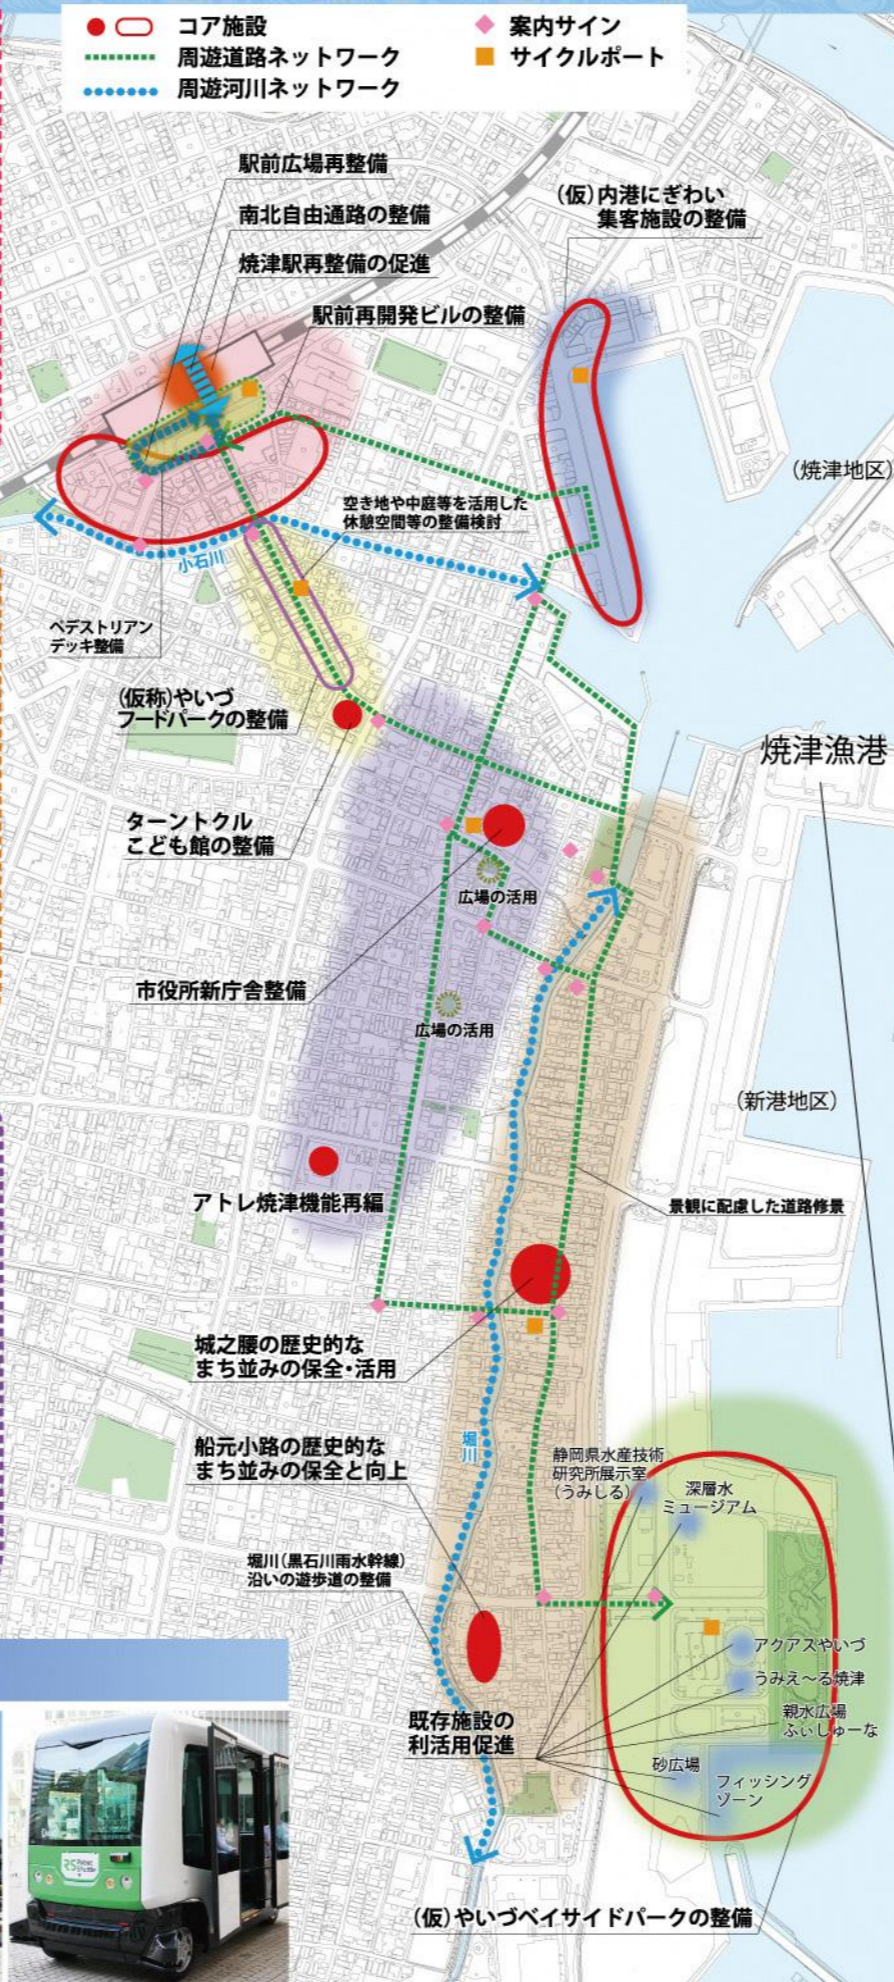 コア施設
周遊道路ネットワーク
周遊河川ネットワーク
案内サイン
サイクルポート
駅前広場再整備
南北自由通路の整備
焼津駅再整備の促進
駅前再開発ビルの整備
(仮)内港にぎわい
集客施設の整備
(焼津地区)
空き地や中庭等を活用した
休憩空間等の整備検討
小石川
ペデストリアン
デッキ整備
(仮称)やいづ
フードパークの整備
焼津漁港
ターントクル
こども館の整備
広場の活用
市役所新庁舎整備
広場の活用
(新港地区)
アトレ焼津機能再編
景観に配慮した道路修景
城之腰の歴史的な
まち並みの保全・活用
船元小路の歴史的な
まち並みの保全と向上
堀川
静岡県水産技術
研究所展示室
(うみしる)
深層水
ミュージアム
堀川(黒石川雨水幹線)
沿いの遊歩道の整備
アクアスやいづ
うみえ～る焼津
親水広場
ふぃしゅーな
既存施設の
利活用促進
砂広場
フィッシング
ゾーン
(仮)やいづベイサイドパークの整備
RS Robot
Shuttle